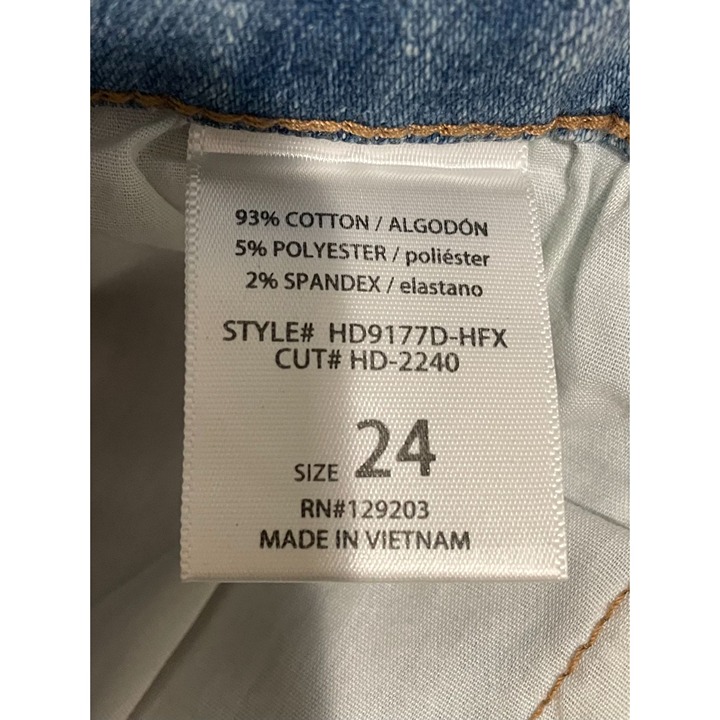 93% COTTON / ALGODÓN
5% POLYESTER / poliéster
2% SPANDEX / elastano
STYLE# HD9177D-HFX
CUT# HD-2240
SIZE 24
RN#129203
MADE IN VIETNAM